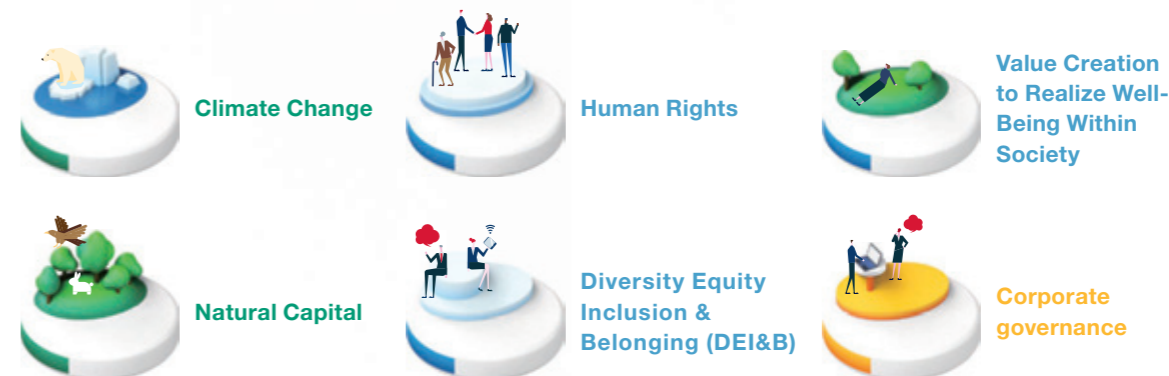 Climate Change
Human Rights
Value Creation
to Realize Well-
Being Within
Society
Natural Capital
Diversity Equity
Inclusion &
Belonging (DEI&B)
Corporate
governance